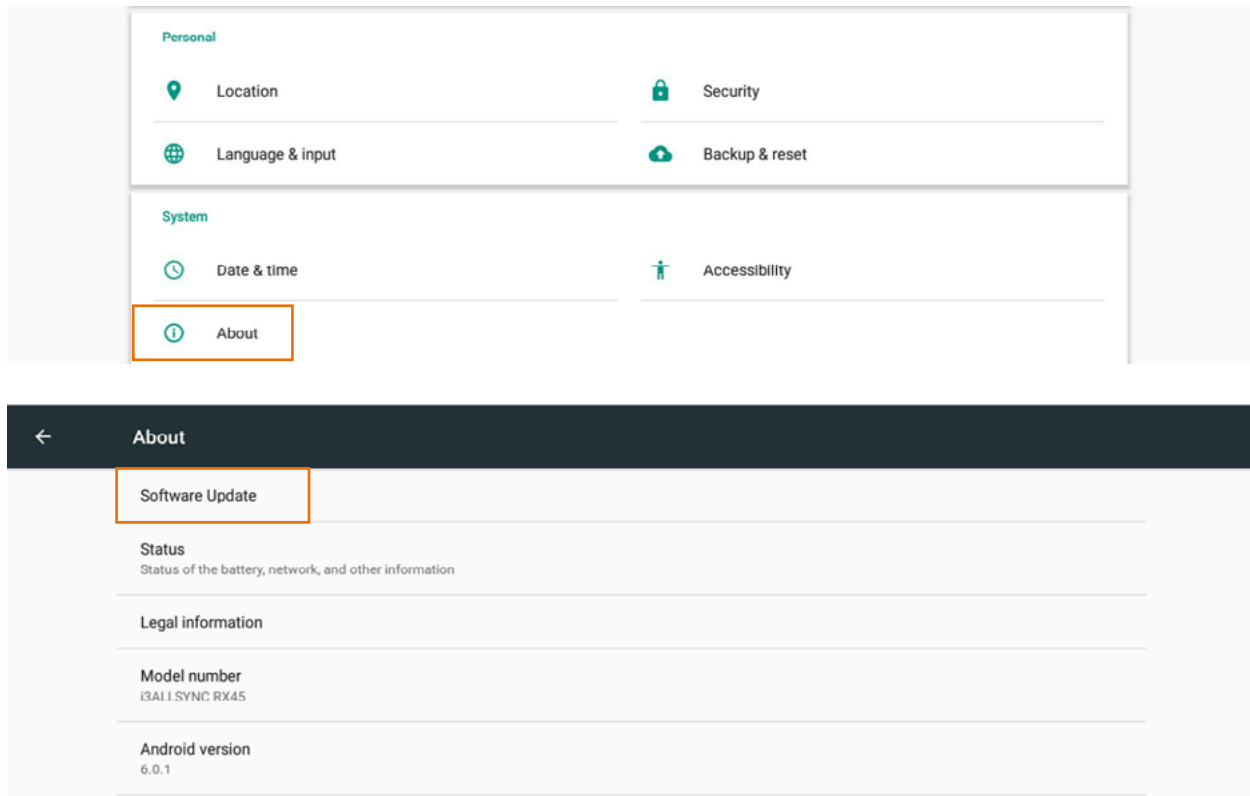 Personal
Location
Security
Language & input
Backup & reset
System
Date & time
Accessibility
About
About
Software Update
Status
Status of the battery, network, and other information
Legal information
Model number
i3ALLSYNC RX45
Android version
6.0.1